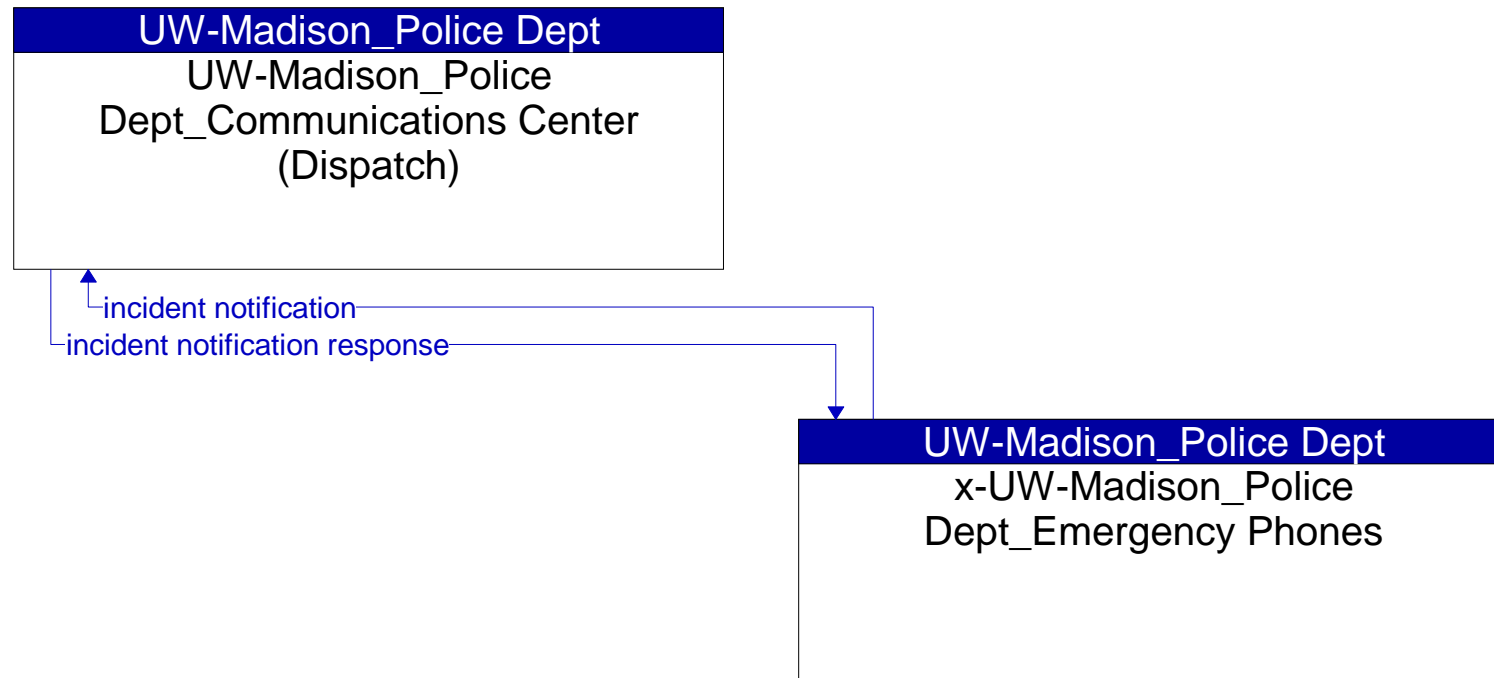 UW-Madison_Police Dept
UW-Madison_Police
Dept_Communications Center
(Dispatch)
incident notification
incident notification response
UW-Madison_Police Dept
x-UW-Madison_Police
Dept_Emergency Phones